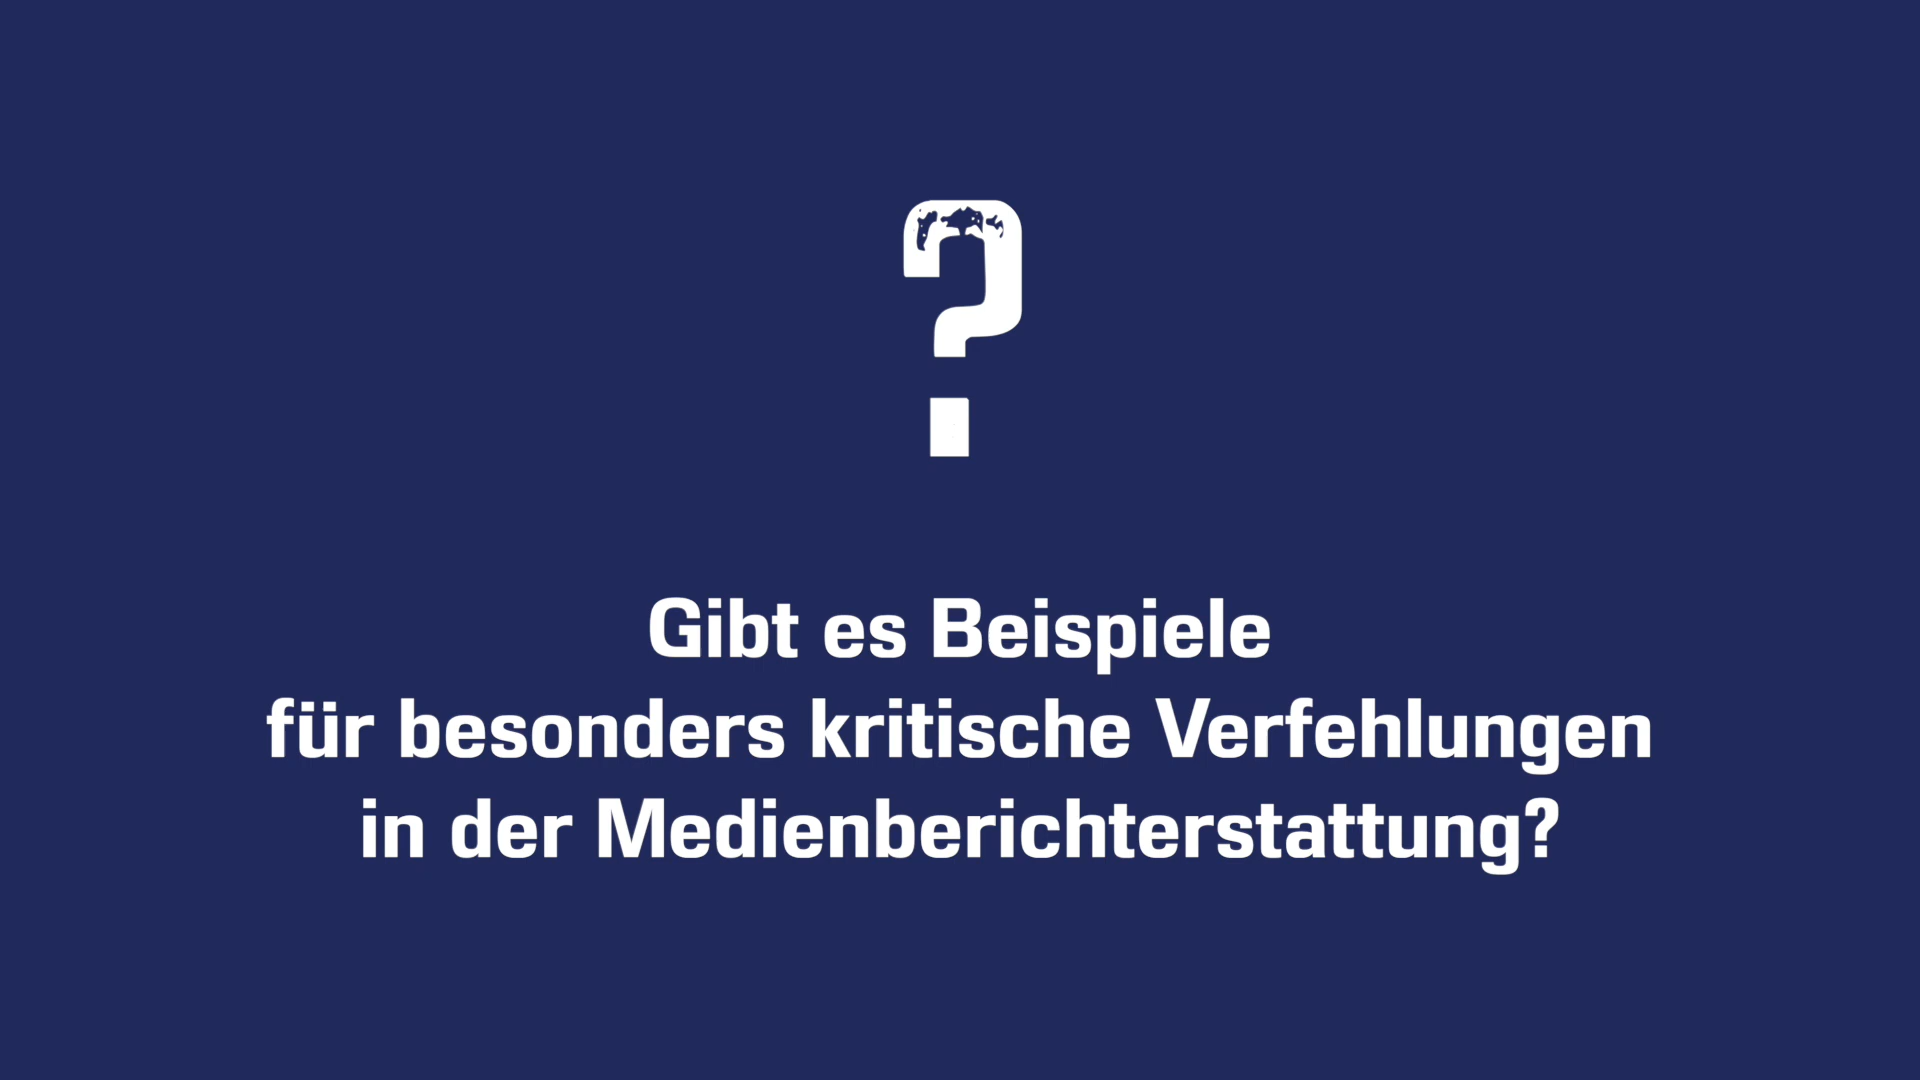 ?
Gibt es Beispiele
für besonders kritische Verfehlungen
in der Medienberichterstattung?